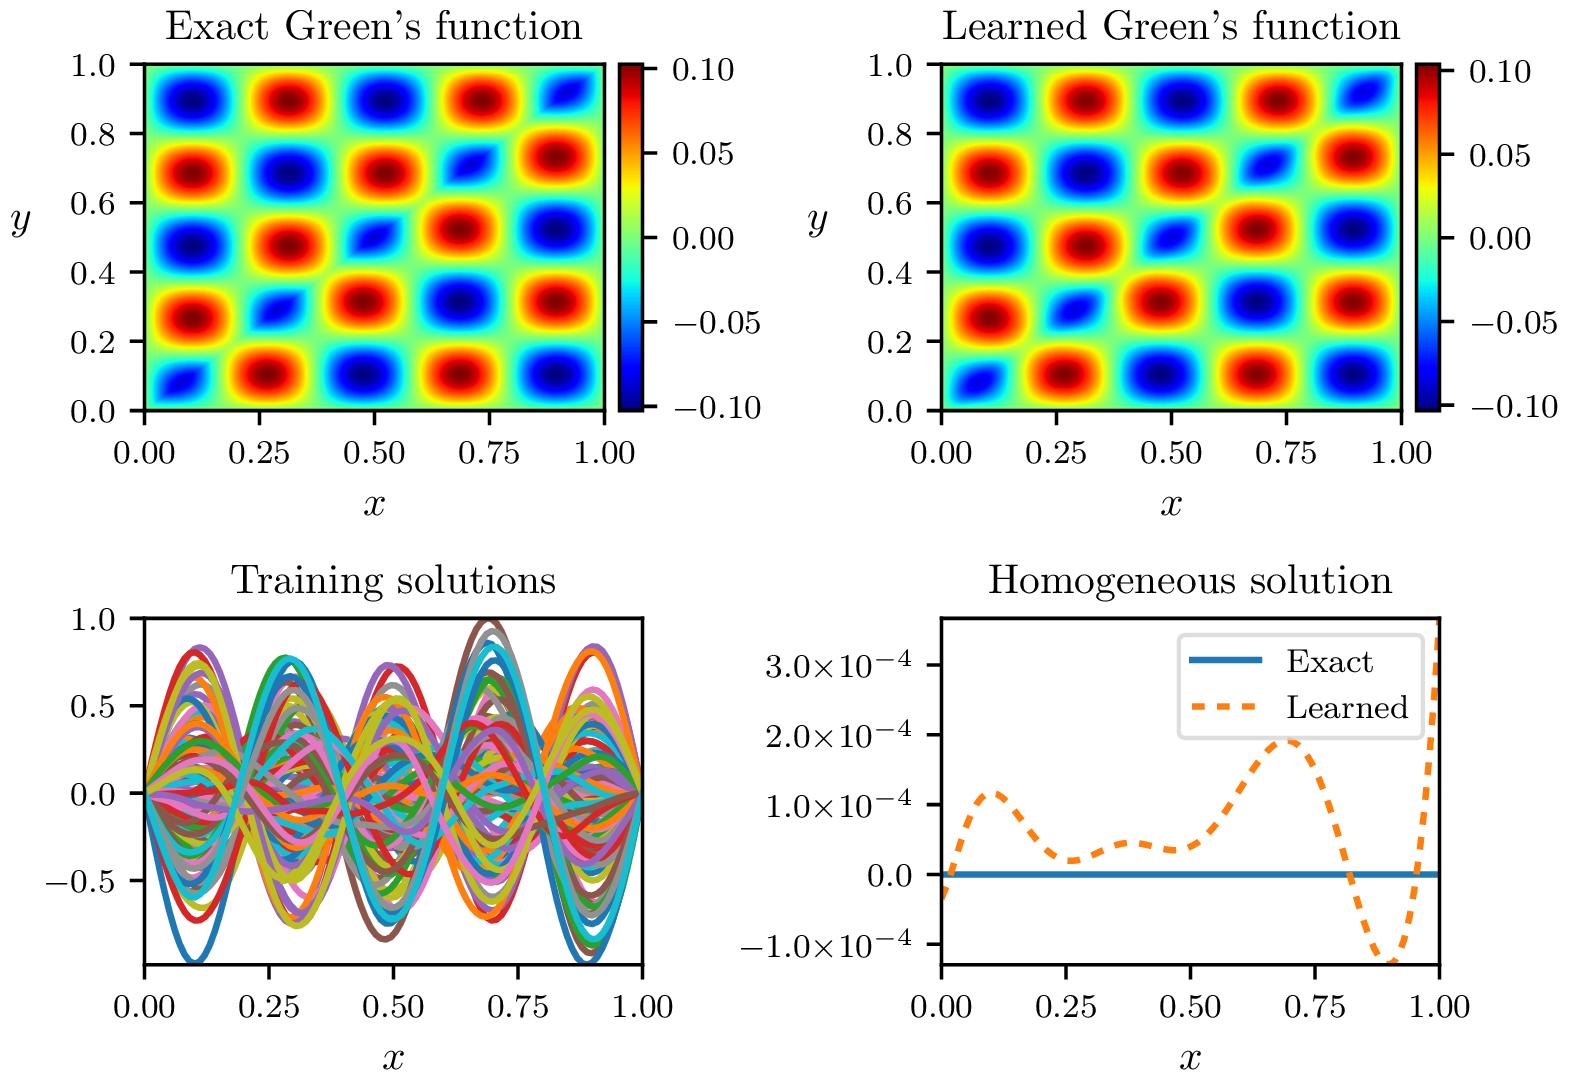 Exact Green's function
Learned Green's function
1.0
0.8
0.6
0.4
0.2
0.0
y
0.00 0.25 0.50 0.75 1.00
x
0.10
0.05
0.00
−0.05
−0.10
1.0
0.8
0.6
0.4
0.2
0.0
y
0.00 0.25 0.50 0.75 1.00
x
0.10
0.05
0.00
−0.05
−0.10
Training solutions
1.0
0.5
0.0
−0.5
0.00 0.25 0.50 0.75 1.00
x
Homogeneous solution
3.0×10⁻⁴
2.0×10⁻⁴
1.0×10⁻⁴
0.0
−1.0×10⁻⁴
Exact
Learned
0.00 0.25 0.50 0.75 1.00
x